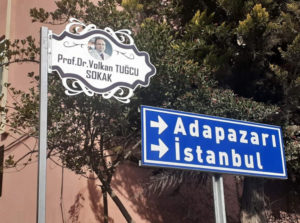 Prof.Dr.Volkan TUĞCU
SOKAK
Adapazarı
İstanbul